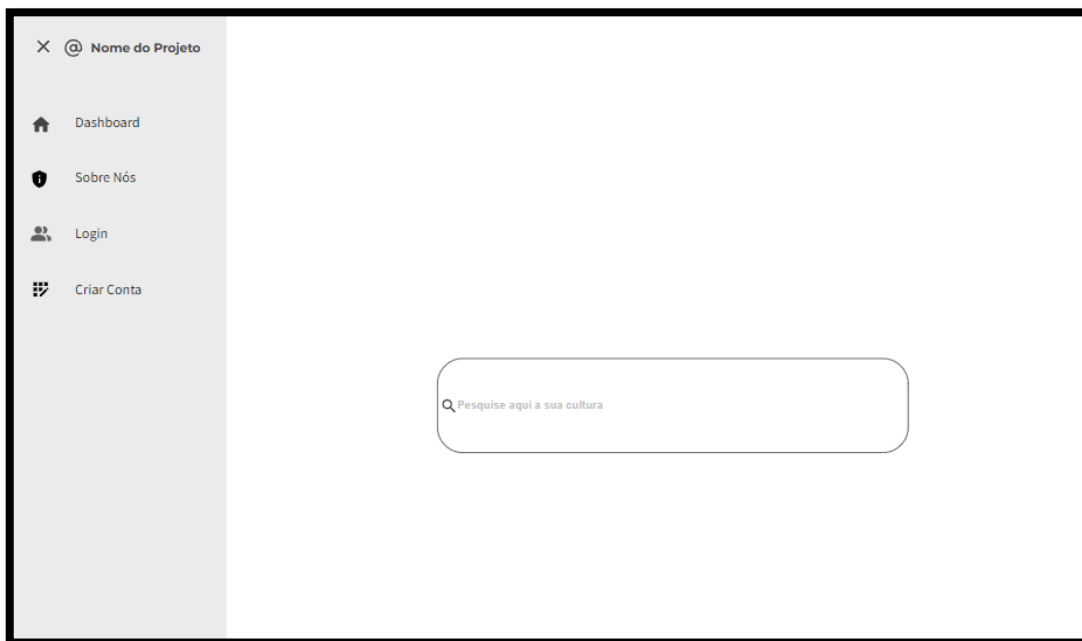 @ Nome do Projeto
Dashboard
Sobre Nós
Login
Criar Conta
Pesquise aqui a sua cultura